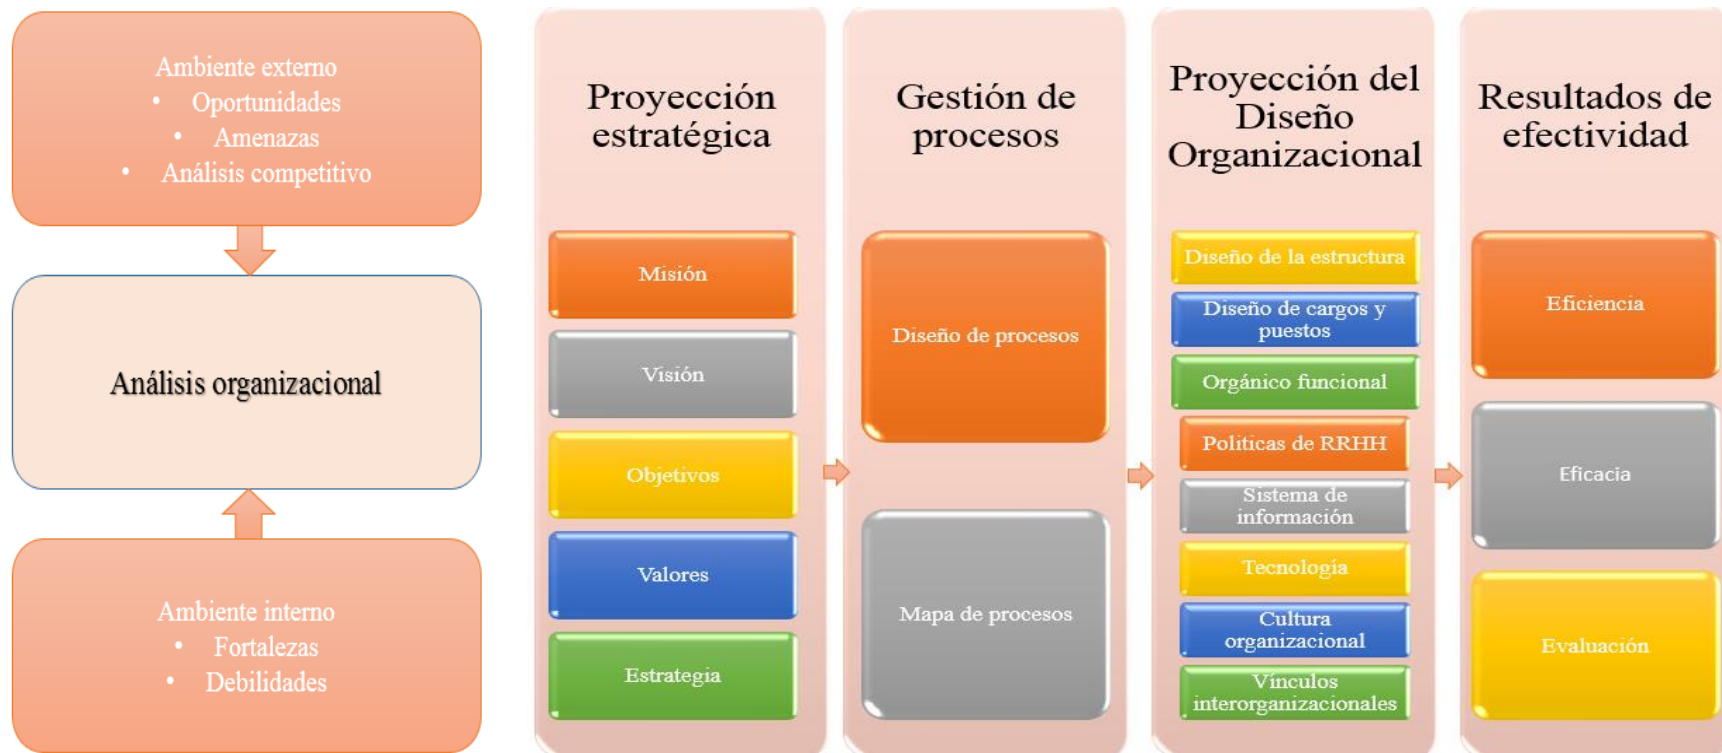 Ambiente externo
• Oportunidades
• Amenazas
• Análisis competitivo
Análisis organizacional
Ambiente interno
• Fortalezas
• Debilidades
Proyección
estratégica
Misión
Visión
Objetivos
Valores
Estrategia
Gestión de
procesos
Diseño de procesos
Mapa de procesos
Proyección del
Diseño
Organizacional
Diseño de la estructura
Diseño de cargos y
puestos
Orgánico funcional
Políticas de RRHH
Sistema de
información
Tecnología
Cultura
organizacional
Vínculos
interorganizacionales
Resultados de
efectividad
Eficiencia
Eficacia
Evaluación